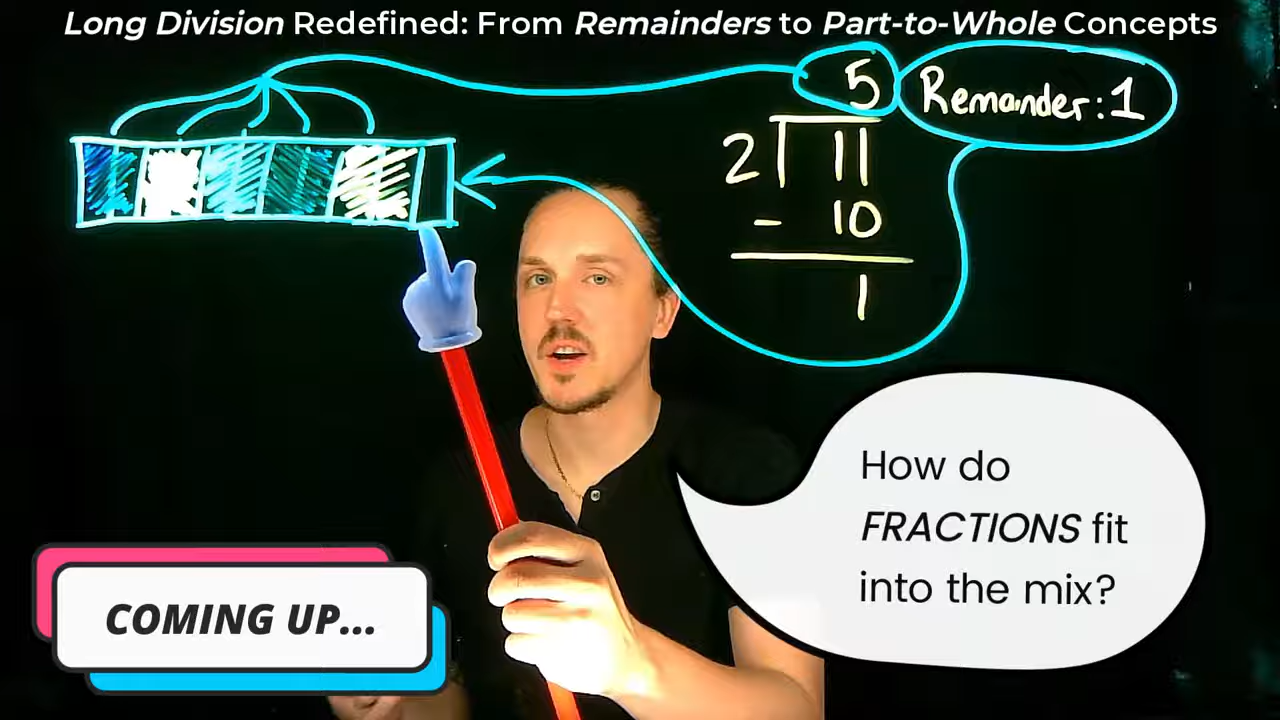 Long Division Redefined: From Remainders to Part-to-Whole Concepts
5 Remainder: 1
2 11
- 10
1
How do
FRACTIONS fit
into the mix?
COMING UP...